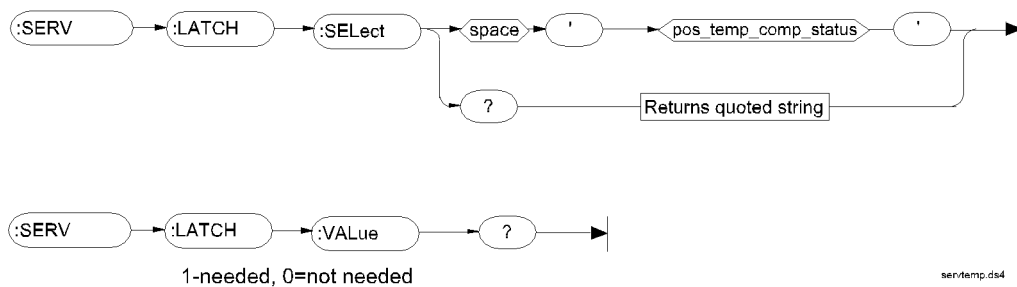 :SERV :LATCH :SELect space ' pos_temp_comp_status '
? Returns quoted string
:SERV :LATCH :VALue ?
1-needed, 0=not needed
servtemp.ds4